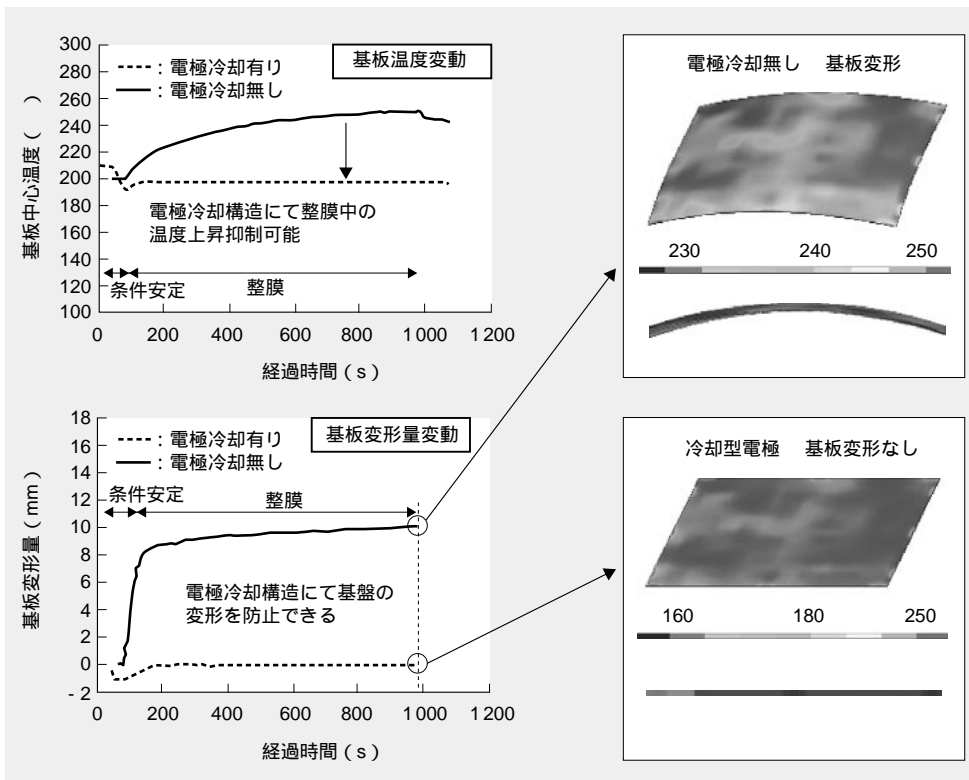 基板温度変動
300
280
260
240
220
200
180
160
140
120
100
基板中心温度（　）
：電極冷却有り
：電極冷却無し
電極冷却構造にて整膜中の
温度上昇抑制可能
条件安定
整膜
0 200 400 600 800 1 000 1 200
経過時間（s）
基板変形量変動
18
16
14
12
10
8
6
4
2
0
- 2
基板変形量（mm）
：電極冷却有り
：電極冷却無し
条件安定
整膜
電極冷却構造にて基盤の
変形を防止できる
0 200 400 600 800 1 000 1 200
経過時間（s）
電極冷却無し　基板変形
230 240 250
冷却型電極　基板変形なし
160 180 250